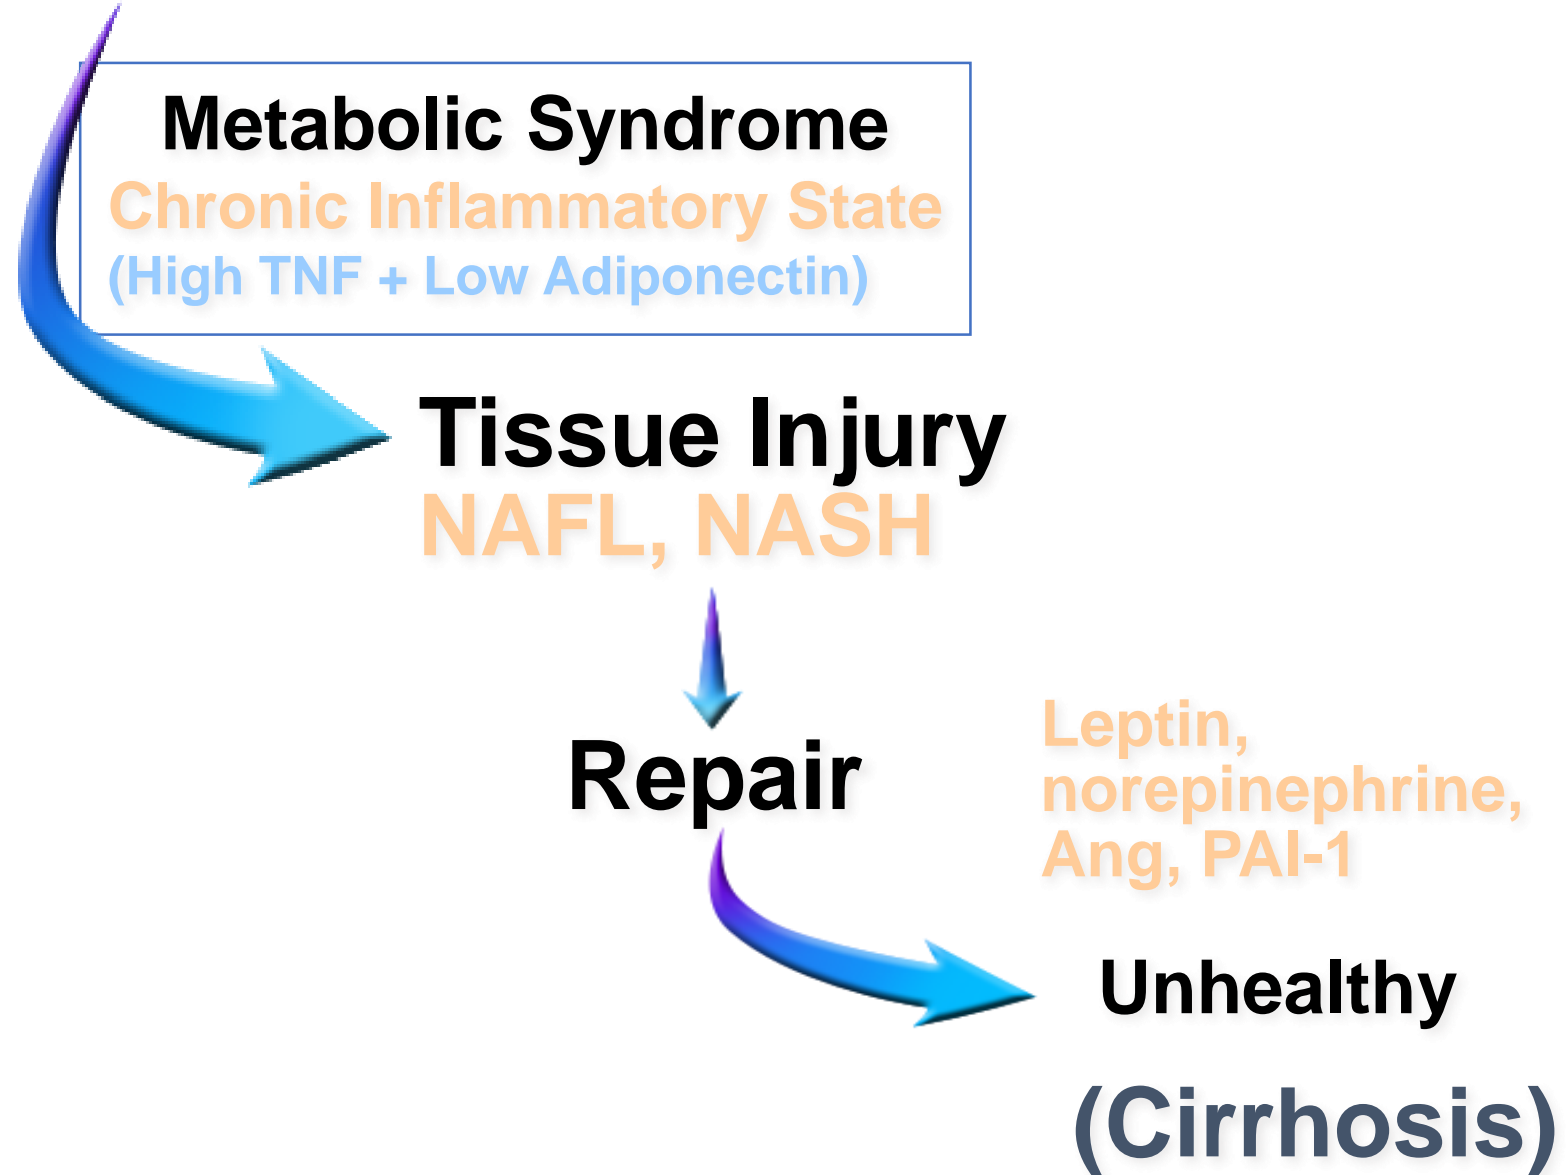 Metabolic Syndrome
Chronic Inflammatory State
(High TNF + Low Adiponectin)
Tissue Injury
NAFL, NASH
Repair
Leptin,
norepinephrine,
Ang, PAI-1
Unhealthy
(Cirrhosis)